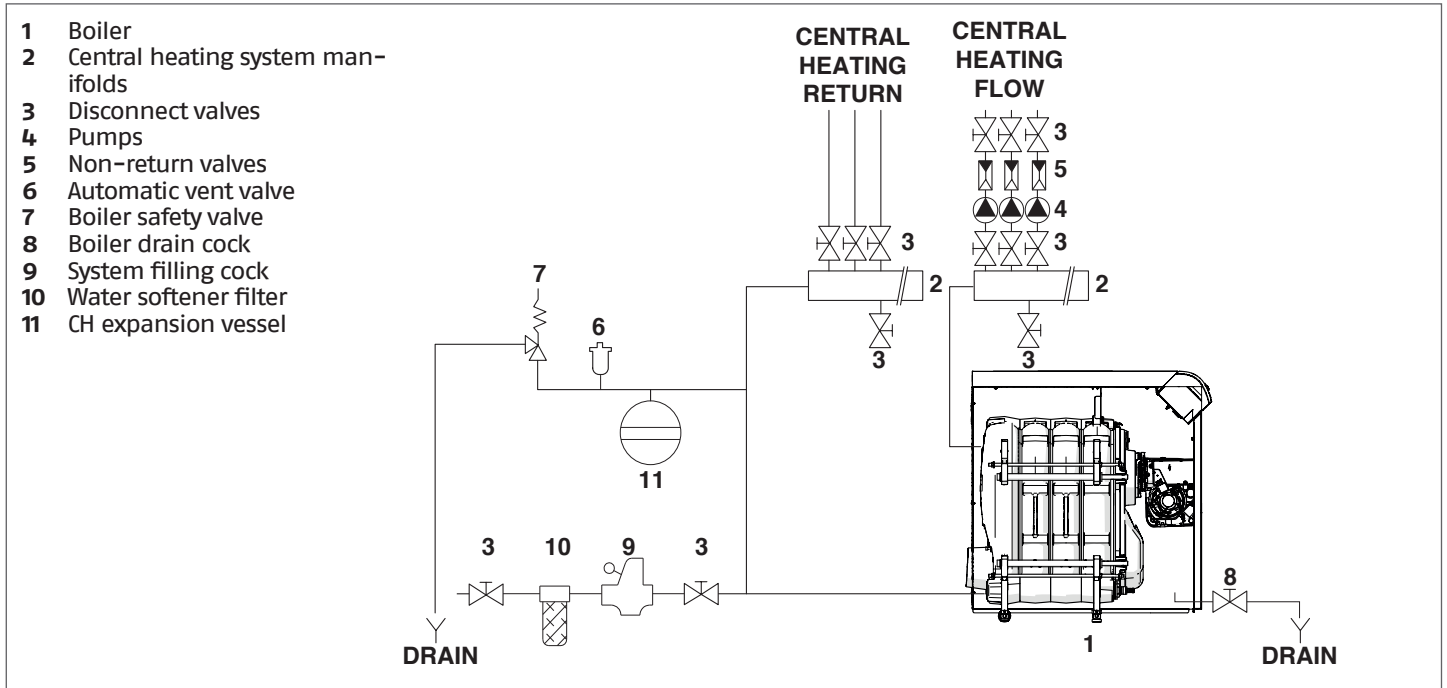 1 Boiler
2 Central heating system man-
ifolds
3 Disconnect valves
4 Pumps
5 Non-return valves
6 Automatic vent valve
7 Boiler safety valve
8 Boiler drain cock
9 System filling cock
10 Water softener filter
11 CH expansion vessel
CENTRAL
HEATING
RETURN
CENTRAL
HEATING
FLOW
3
5
4
3
3
2
2
7
6
3
3
11
3
10
9
3
8
1
DRAIN
DRAIN